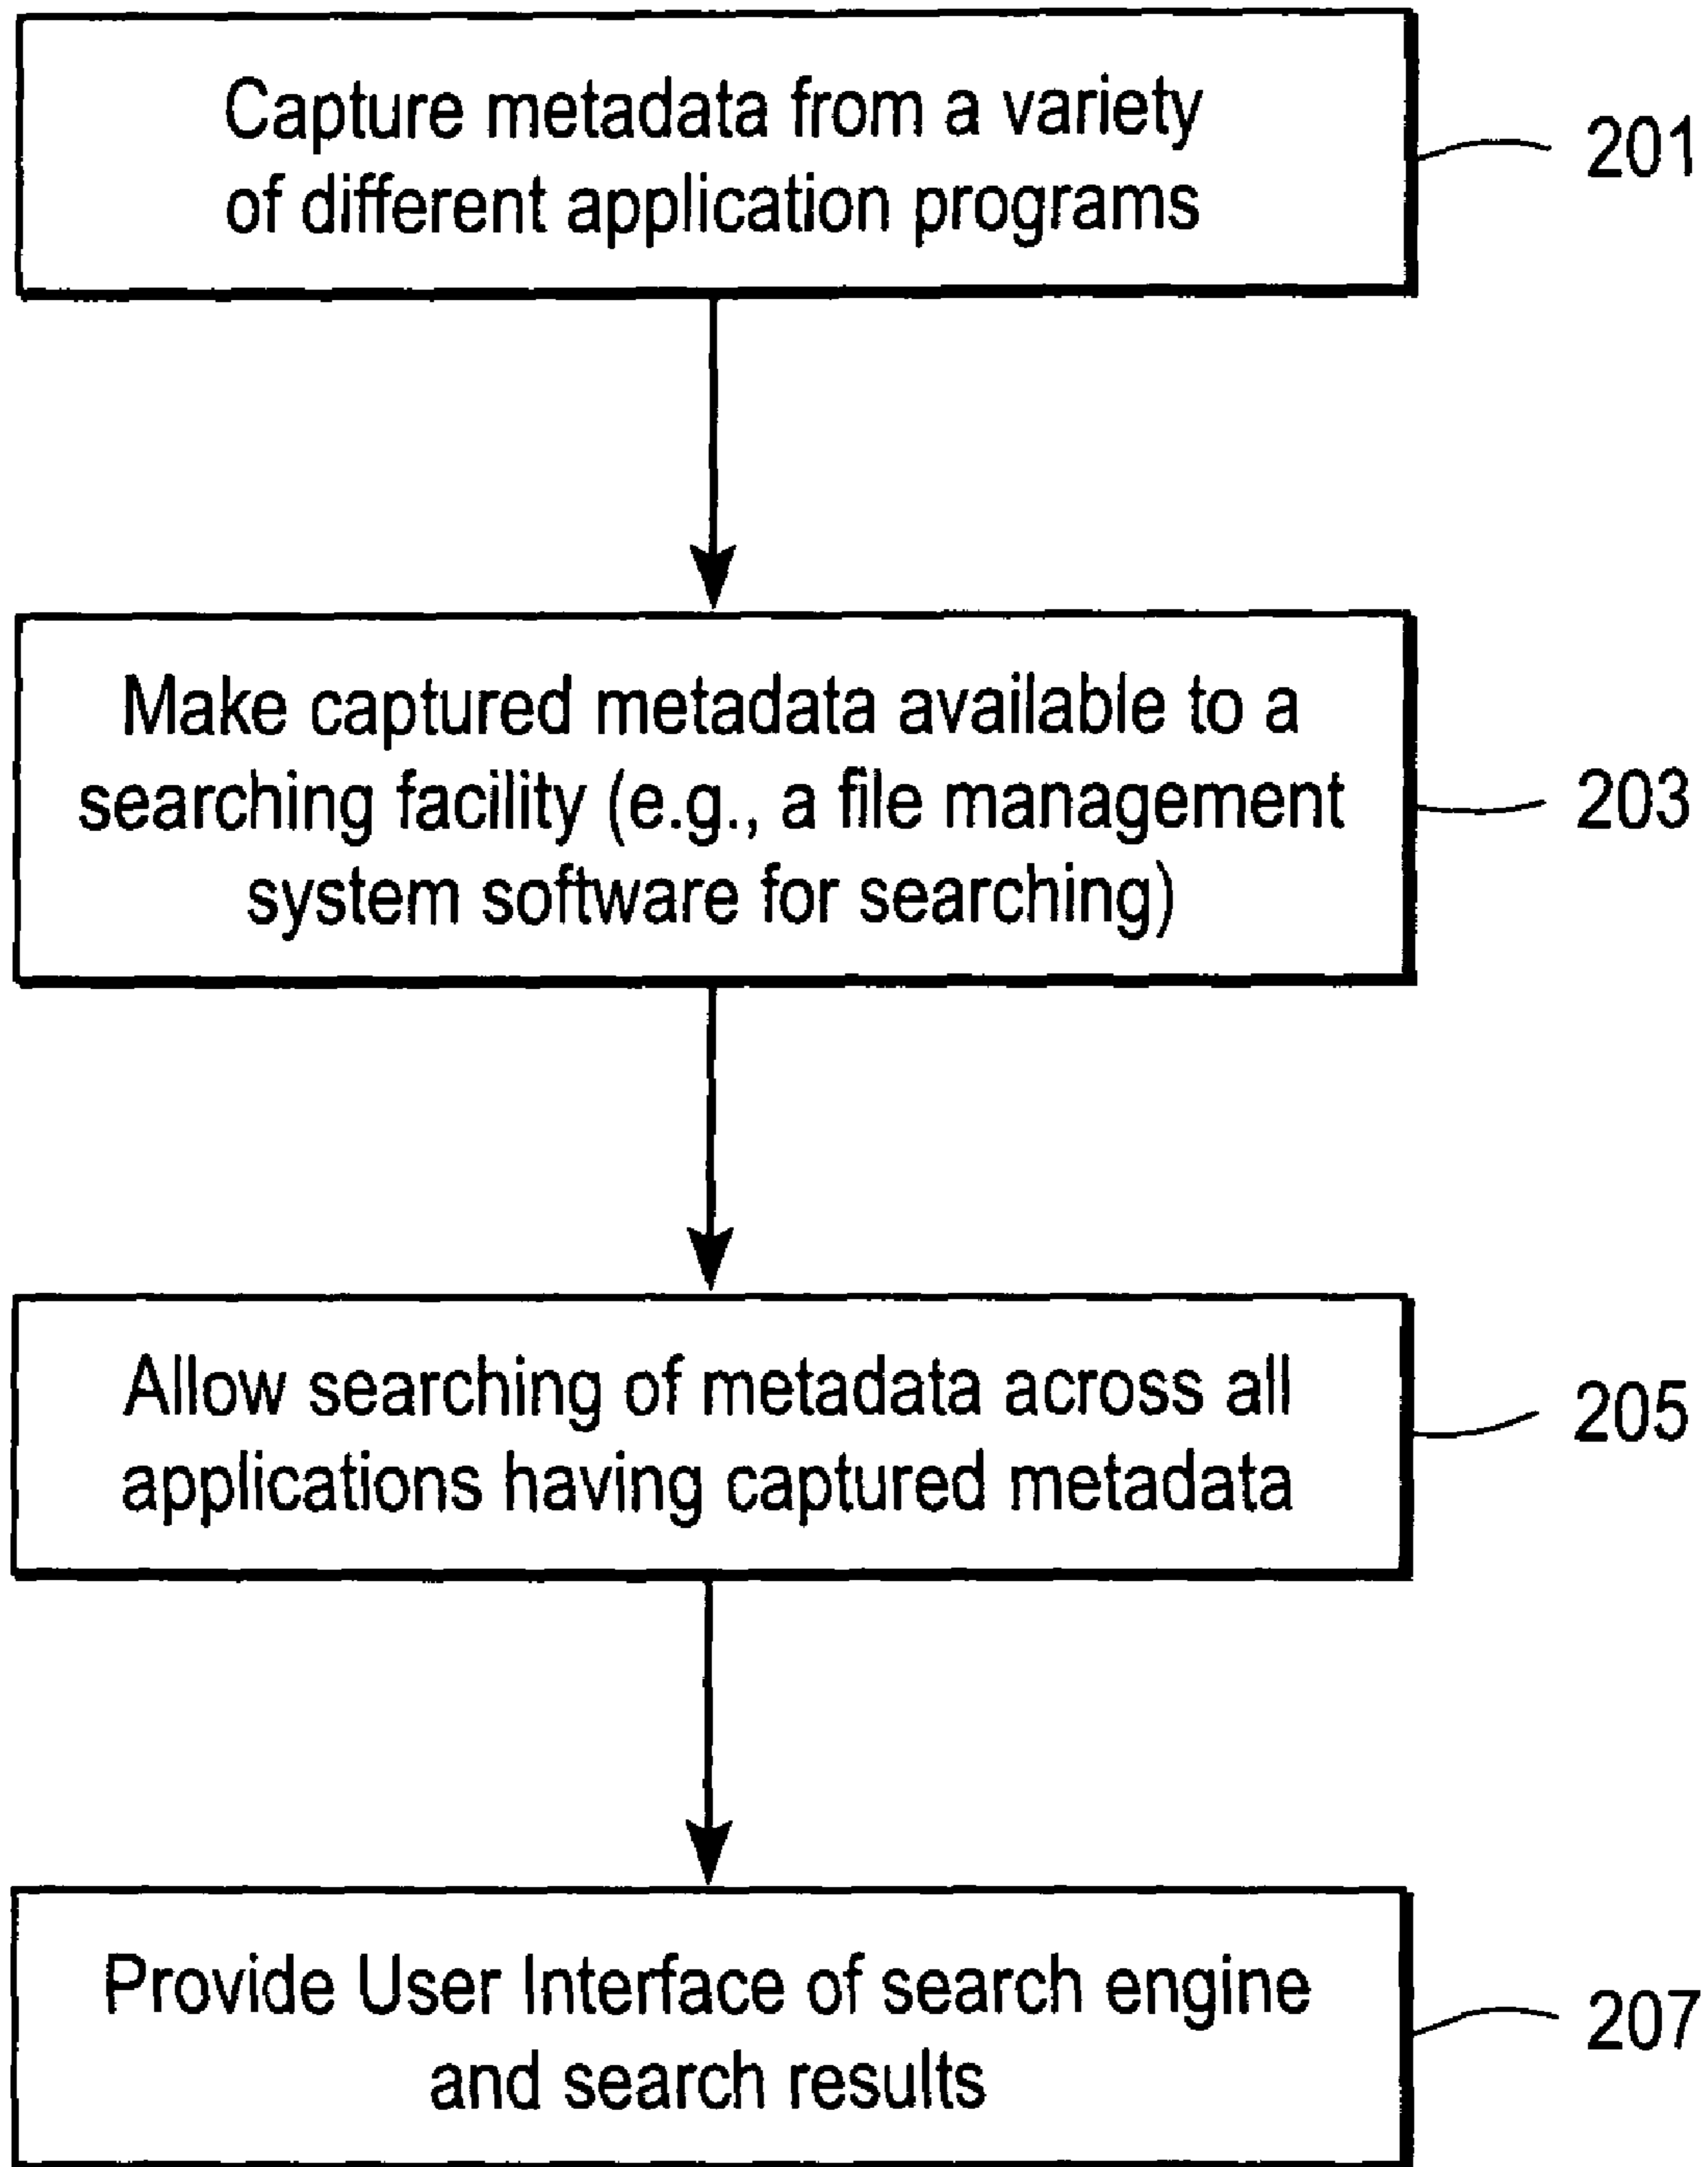 Capture metadata from a variety
of different application programs
201
Make captured metadata available to a
searching facility (e.g., a file management
system software for searching)
203
Allow searching of metadata across all
applications having captured metadata
205
Provide User Interface of search engine
and search results
207